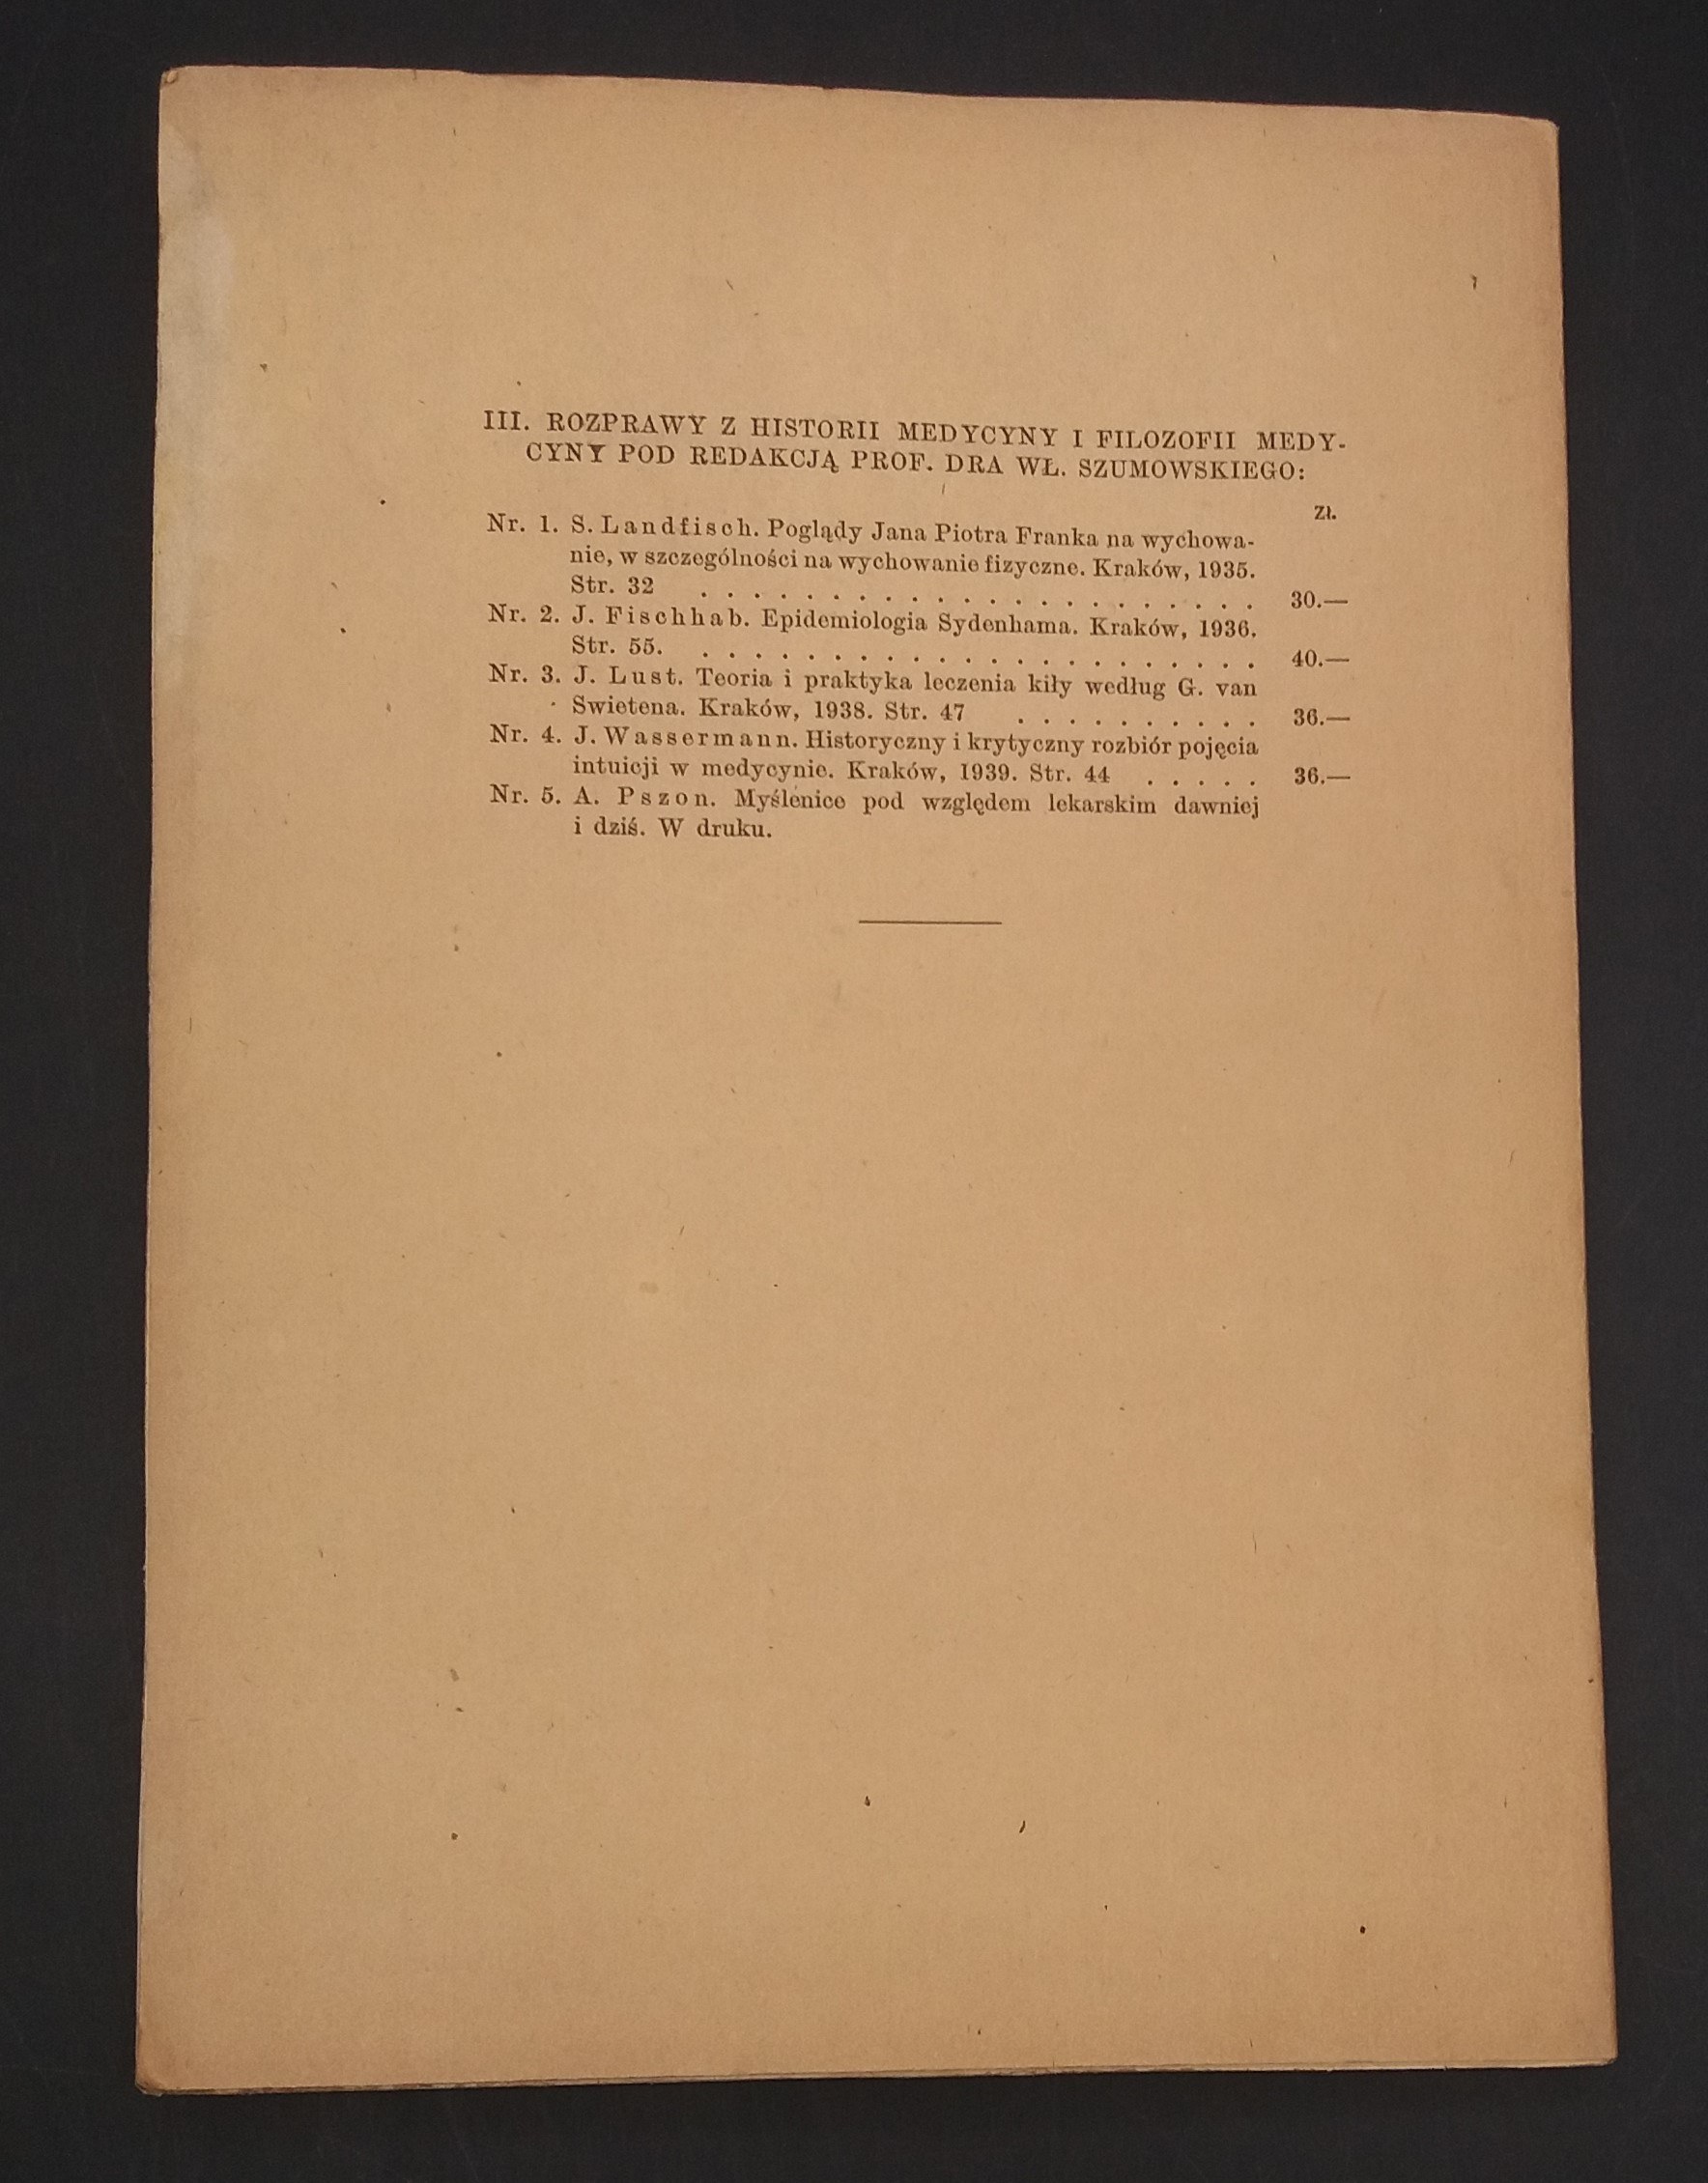 III. ROZPRAWY Z HISTORII MEDYCYNY I FILOZOFII MEDY-
CYNY POD REDAKCJĄ PROF. DRA WŁ. SZUMOWSKIEGO:
Zł.
Nr. 1. S. Landfisch. Poglądy Jana Piotra Franka na wychowa-
nie, w szczególności na wychowanie fizyczne. Kraków, 1935.
Str. 32 . . . . . . . . . . . . . . . . . . . . . . 30.—
Nr. 2. J. Fischhab. Epidemiologia Sydenhama. Kraków, 1936.
Str. 55. . . . . . . . . . . . . . . . . . . . . . . 40.—
Nr. 3. J. Lust. Teoria i praktyka leczenia kiły według G. van
Swietena. Kraków, 1938. Str. 47 . . . . . . . . . . 36.—
Nr. 4. J. Wassermann. Historyczny i krytyczny rozbiór pojęcia
intuicji w medycynie. Kraków, 1939. Str. 44 . . . . . 36.—
Nr. 5. A. Pszon. Myślenice pod względem lekarskim dawniej
i dziś. W druku.